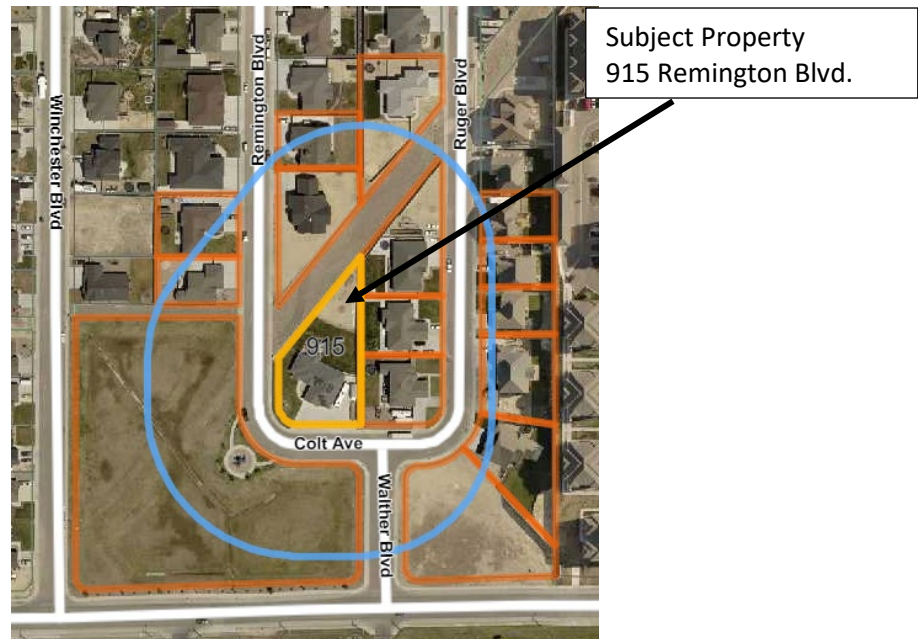 Subject Property
915 Remington Blvd.
Winchester Blvd
Remington Blvd
Ruger Blvd
915
Colt Ave
Walther Blvd